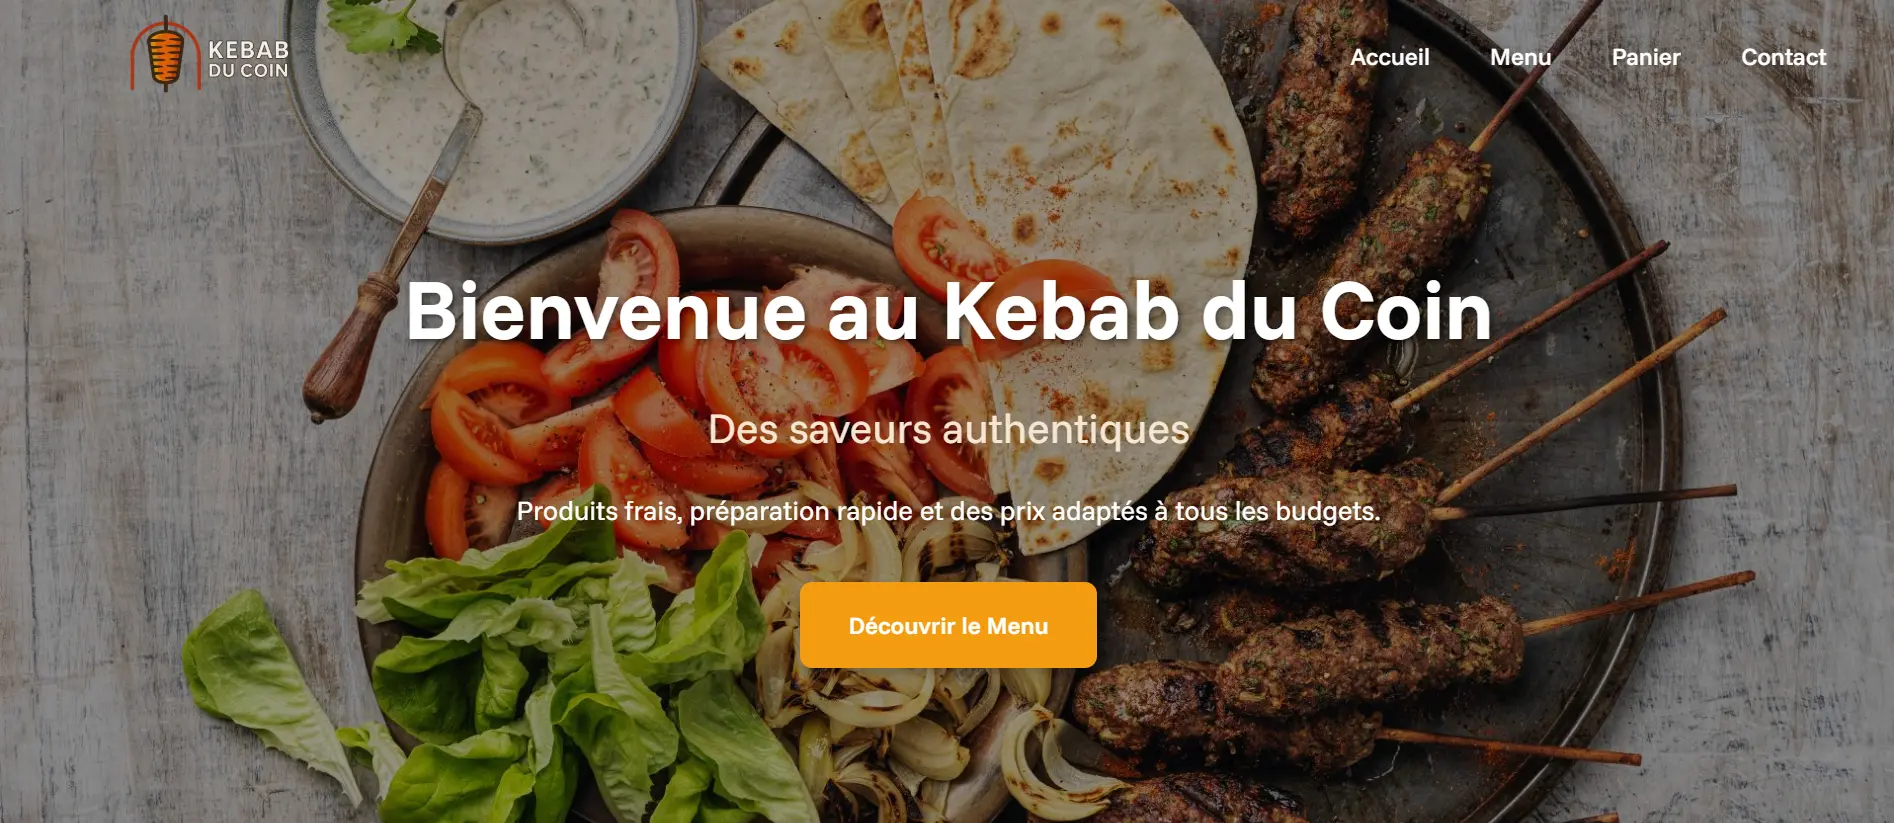 KEBAB
DU COIN
Accueil Menu Panier Contact
Bienvenue au Kebab du Coin
Des saveurs authentiques
Produits frais, préparation rapide et des prix adaptés à tous les budgets.
Découvrir le Menu